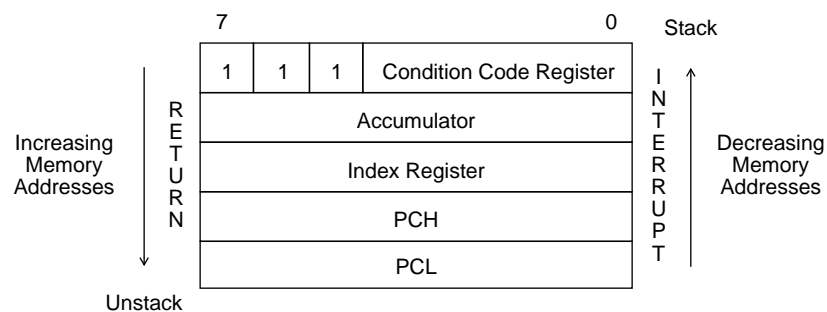 7 0 Stack
1 1 1 Condition Code Register
Accumulator
Index Register
PCH
PCL
RETURN
INTERRUPT
Increasing
Memory
Addresses
Decreasing
Memory
Addresses
Unstack